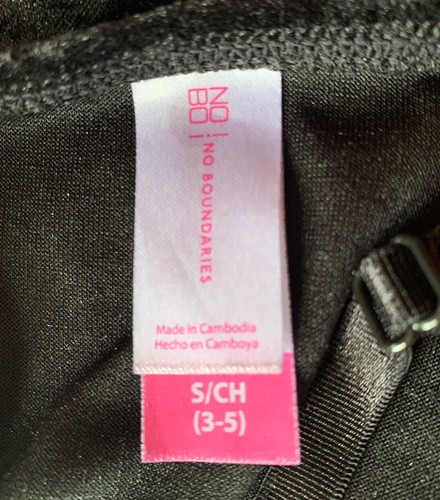 NO
BO
NO BOUNDARIES
Made in Cambodia
Hecho en Camboya
S/CH
(3-5)